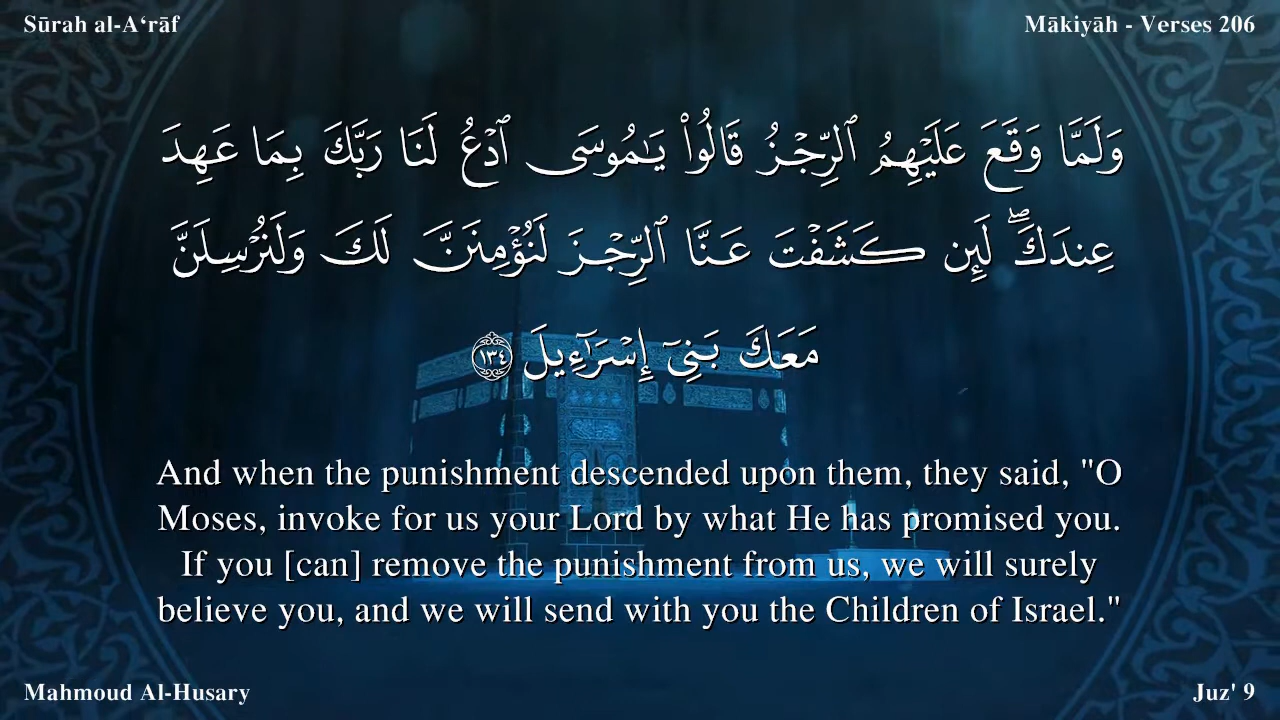 Sūrah al-A‘rāf
Mākiyāh - Verses 206
وَلَمَّا وَقَعَ عَلَيْهِمُ ٱلرِّجْزُ قَالُوا۟ يَـٰمُوسَى ٱدْعُ لَنَا رَبَّكَ بِمَا عَهِدَ
عِندَكَ ۖ لَئِن كَشَفْتَ عَنَّا ٱلرِّجْزَ لَنُؤْمِنَنَّ لَكَ وَلَنُرْسِلَنَّ
مَعَكَ بَنِىٓ إِسْرَٰٓءِيلَ ١٣٤
And when the punishment descended upon them, they said, "O
Moses, invoke for us your Lord by what He has promised you.
If you [can] remove the punishment from us, we will surely
believe you, and we will send with you the Children of Israel."
Mahmoud Al-Husary
Juz' 9